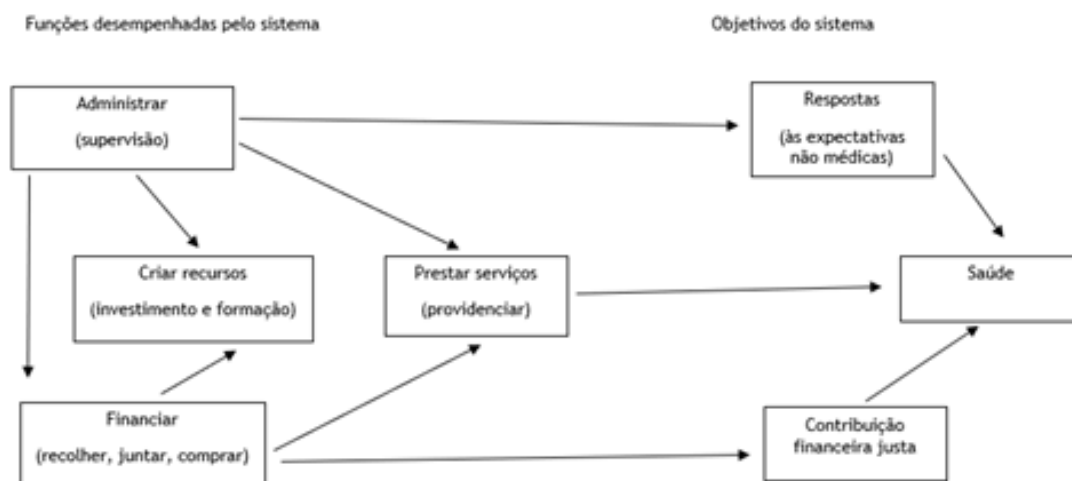 Funções desempenhadas pelo sistema
Objetivos do sistema
Administrar
(supervisão)
Respostas
(às expectativas
não médicas)
Criar recursos
(investimento e formação)
Prestar serviços
(providenciar)
Saúde
Financiar
(recolher, juntar, comprar)
Contribuição
financeira justa